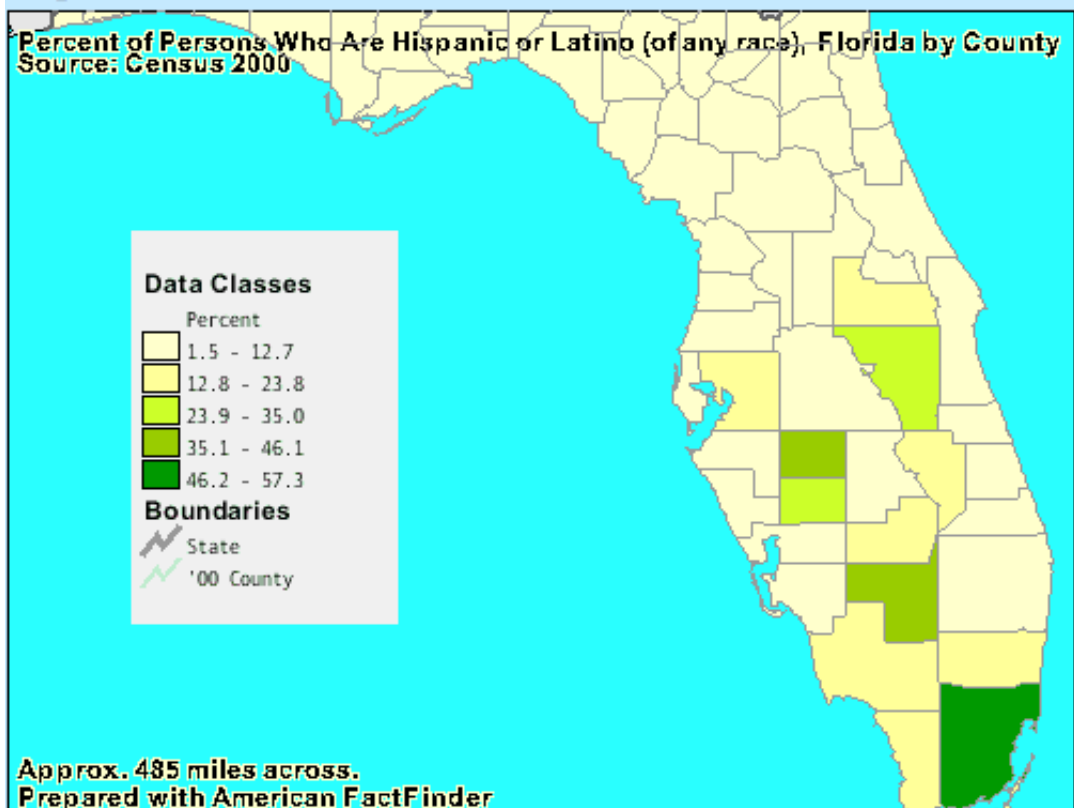 Percent of Persons Who Are Hispanic or Latino (of any race), Florida by County
Source: Census 2000
Data Classes
Percent
1.5 - 12.7
12.8 - 23.8
23.9 - 35.0
35.1 - 46.1
46.2 - 57.3
Boundaries
State
'00 County
Approx. 485 miles across.
Prepared with American FactFinder